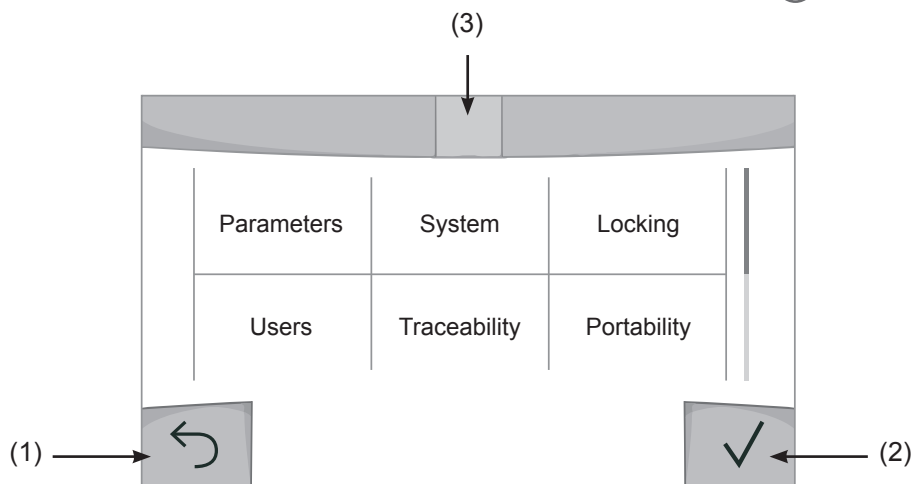 (3)
Parameters System Locking
Users Traceability Portability
(1) (2)